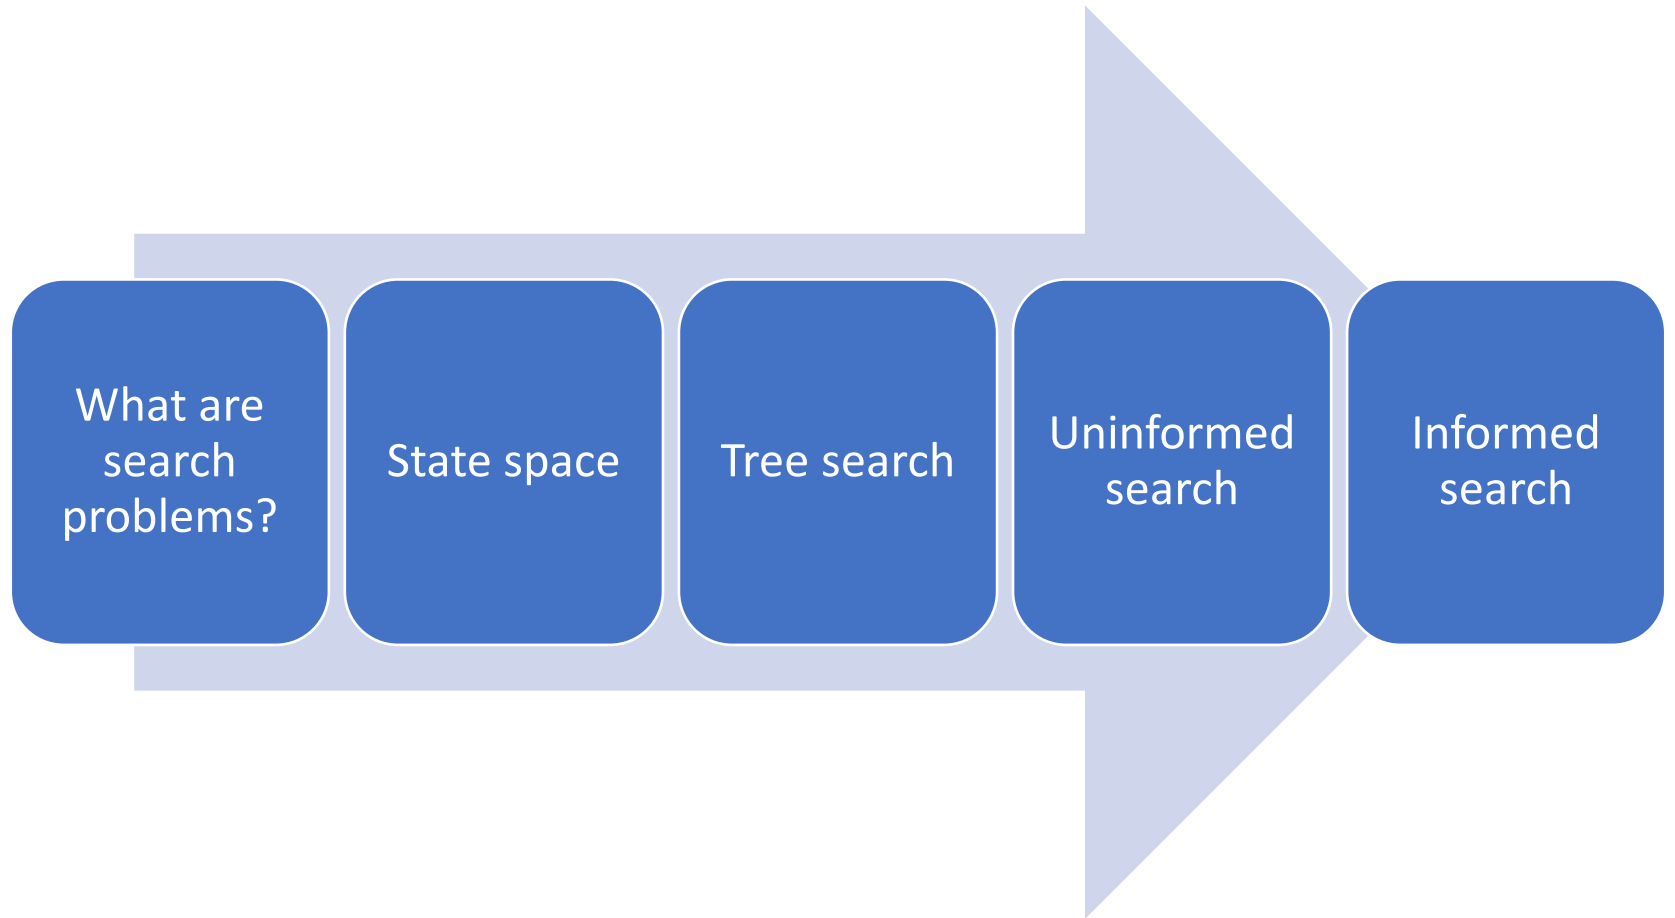 What are
search
problems?
State space
Tree search
Uninformed
search
Informed
search